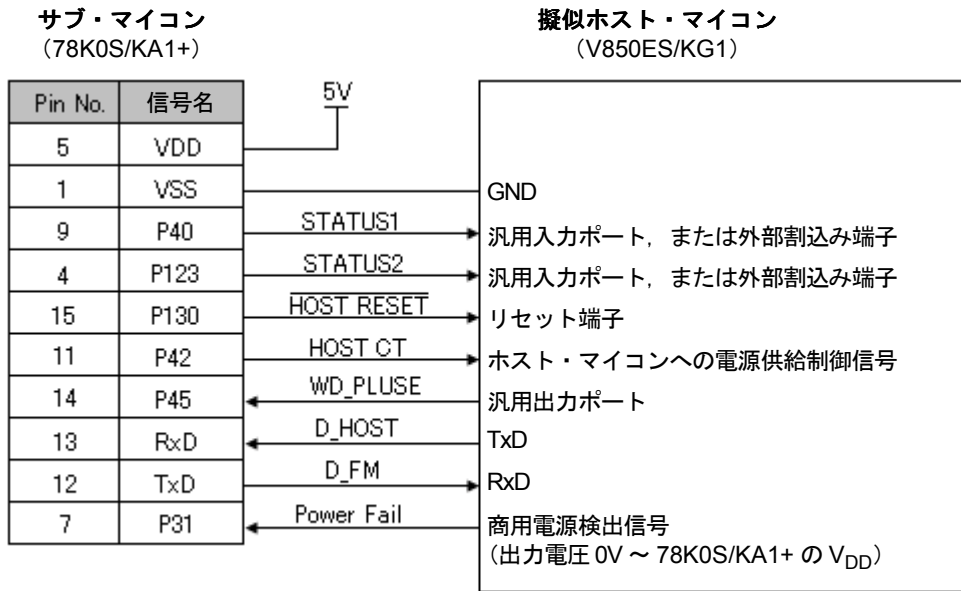 サブ・マイコン
(78K0S/KA1+)
擬似ホスト・マイコン
(V850ES/KG1)
Pin No. 信号名
5V
5 VDD
1 VSS GND
9 P40 STATUS1 汎用入力ポート，または外部割込み端子
4 P123 STATUS2 汎用入力ポート，または外部割込み端子
15 P130 HOST RESET リセット端子
11 P42 HOST CT ホスト・マイコンへの電源供給制御信号
14 P45 WD_PLUSE 汎用出力ポート
13 RxD D_HOST TxD
12 TxD D_FM RxD
7 P31 Power Fail 商用電源検出信号
(出力電圧 0V ～ 78K0S/KA1+ の VDD)